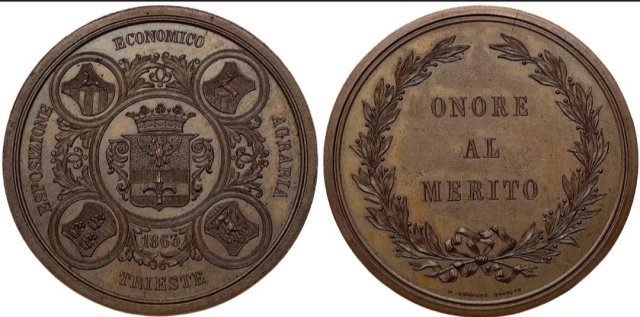 ESPOSIZIONE
ECONOMICO
AGRARIA
TRIESTE
1863
ONORE
AL
MERITO